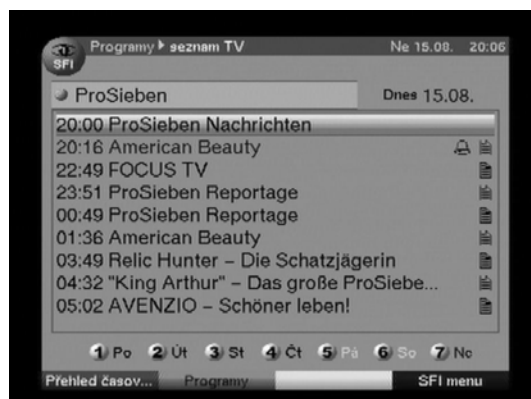 Programy seznam TV Ne 15.08. 20:06
SFI
ProSieben Dnes 15.08.
20:00 ProSieben Nachrichten
20:16 American Beauty
22:49 FOCUS TV
23:51 ProSieben Reportage
00:49 ProSieben Reportage
01:36 American Beauty
03:49 Relic Hunter – Die Schatzjägerin
04:32 "King Arthur" – Das große ProSiebe...
05:02 AVENZIO – Schöner leben!
1 Po 2 Út 3 St 4 Čt 5 Pá 6 So 7 Ne
Přehled časov... Programy SFI menu